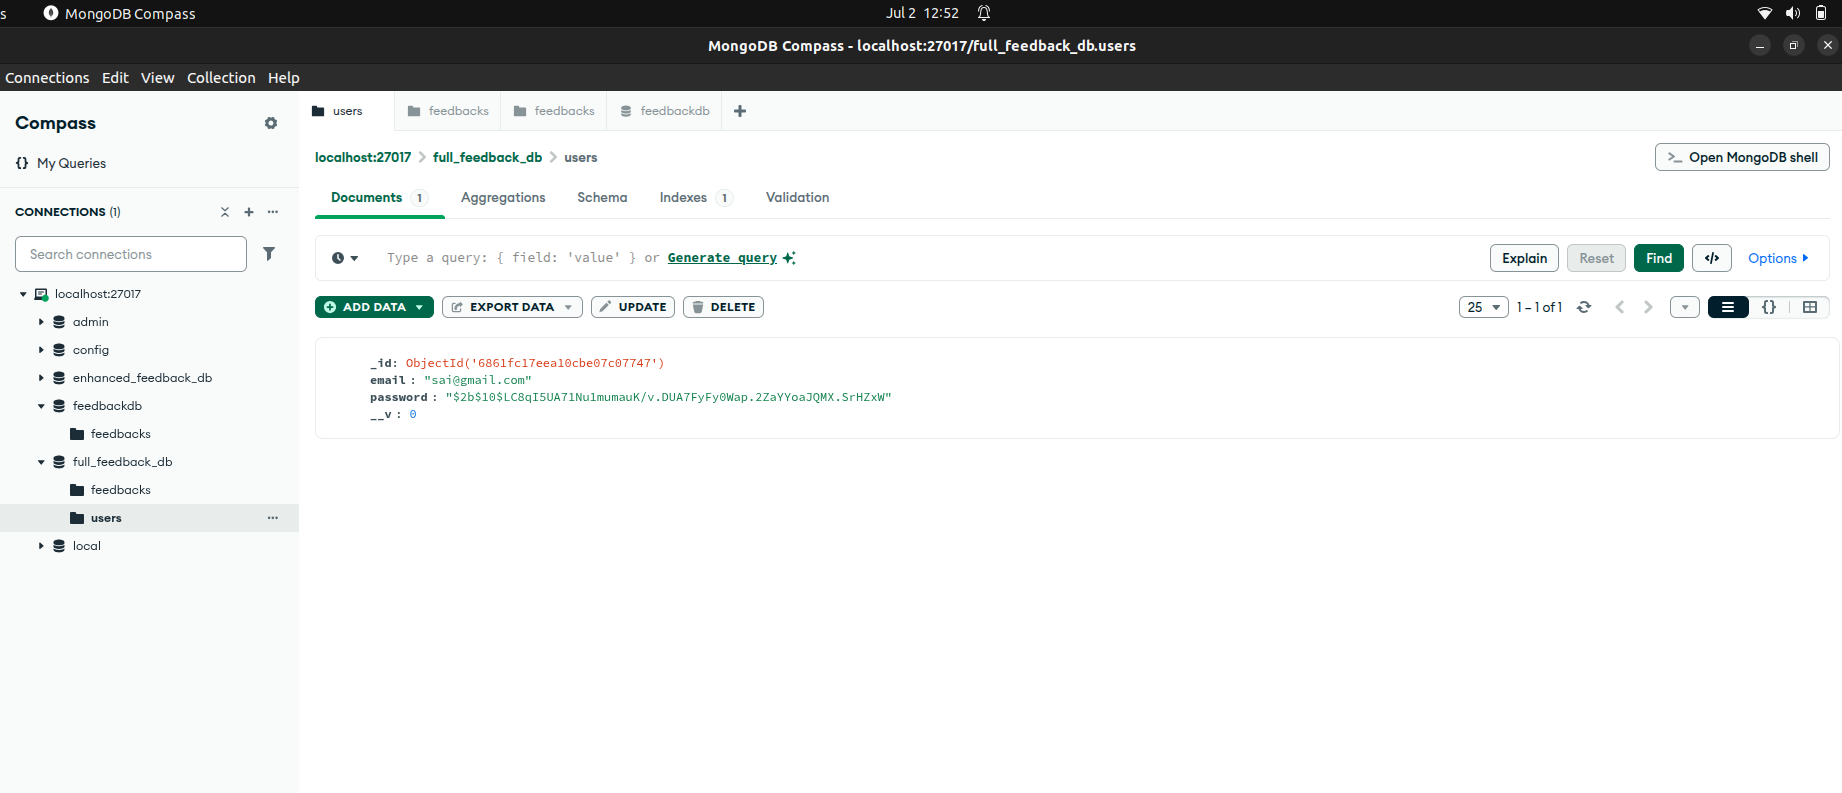 s MongoDB Compass Jul 2 12:52
MongoDB Compass - localhost:27017/full_feedback_db.users
Connections Edit View Collection Help
Compass
{} My Queries
CONNECTIONS (1)
Search connections
localhost:27017
admin
config
enhanced_feedback_db
feedbackdb
feedbacks
full_feedback_db
feedbacks
users
local
users feedbacks feedbacks feedbackdb
localhost:27017 > full_feedback_db > users
>_ Open MongoDB shell
Documents 1 Aggregations Schema Indexes 1 Validation
Type a query: { field: 'value' } or Generate query
Explain Reset Find </> Options
ADD DATA EXPORT DATA UPDATE DELETE
25 1 – 1 of 1 {}
_id: ObjectId('6861fc17eea10cbe07c07747')
email : "sai@gmail.com"
password : "$2b$10$LC8qI5UA71Nu1mumauK/v.DUA7FyFy0Wap.2ZaYYoaJQMX.SrHZxW"
__v : 0